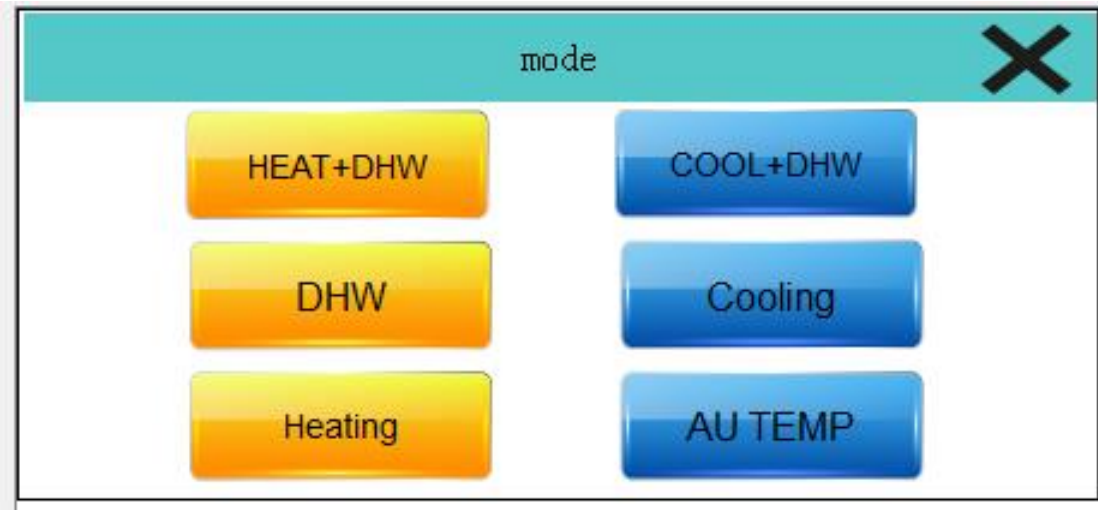 mode
HEAT+DHW
COOL+DHW
DHW
Cooling
Heating
AU TEMP